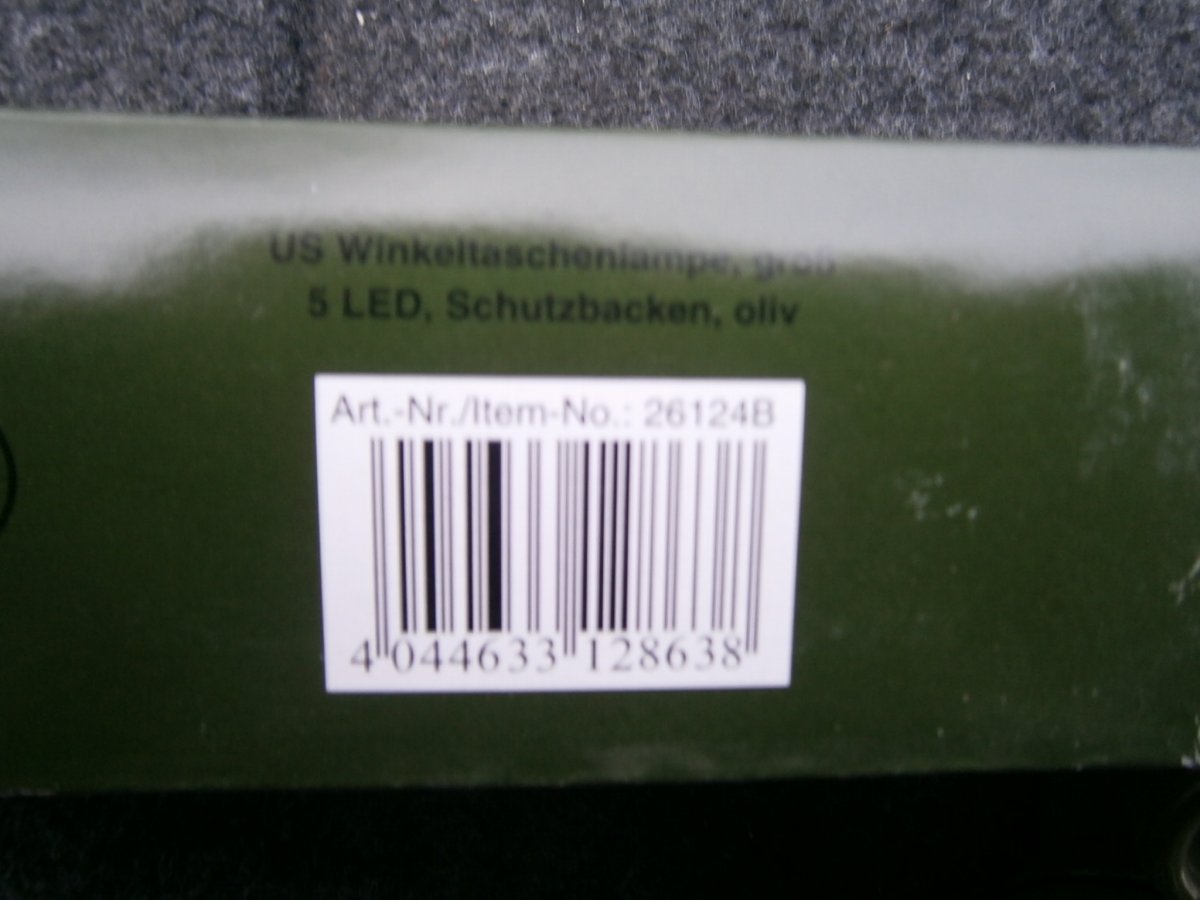 US Winkeltaschenlampe, groß
5 LED, Schutzbacken, oliv
Art.-Nr./Item-No.: 26124B
4 044633 128638